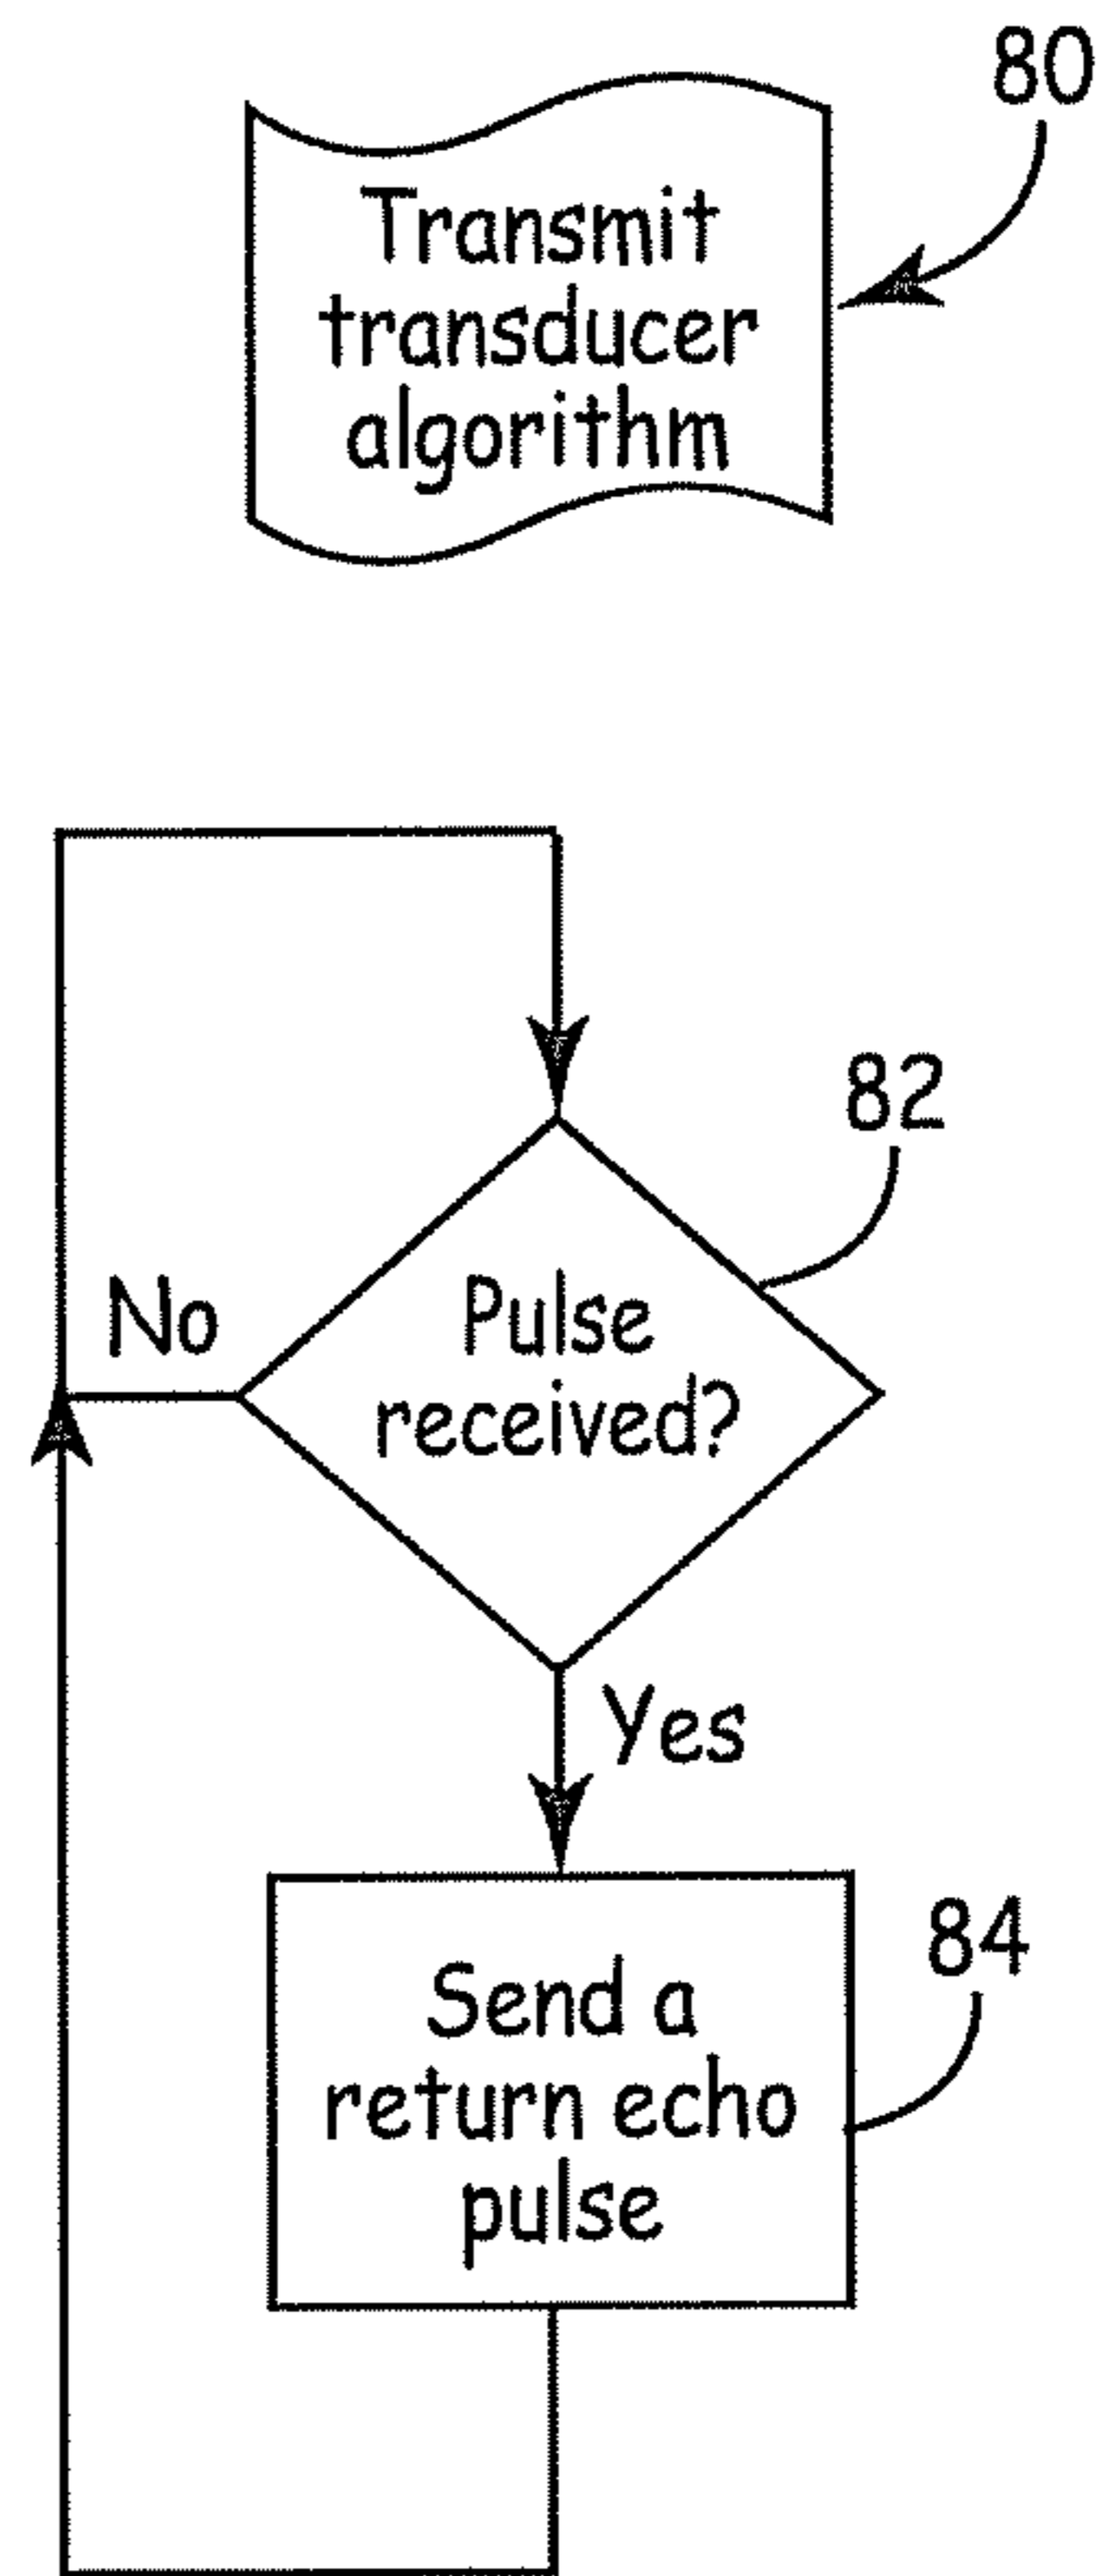 80
Transmit
transducer
algorithm
82
No
Pulse
received?
Yes
84
Send a
return echo
pulse